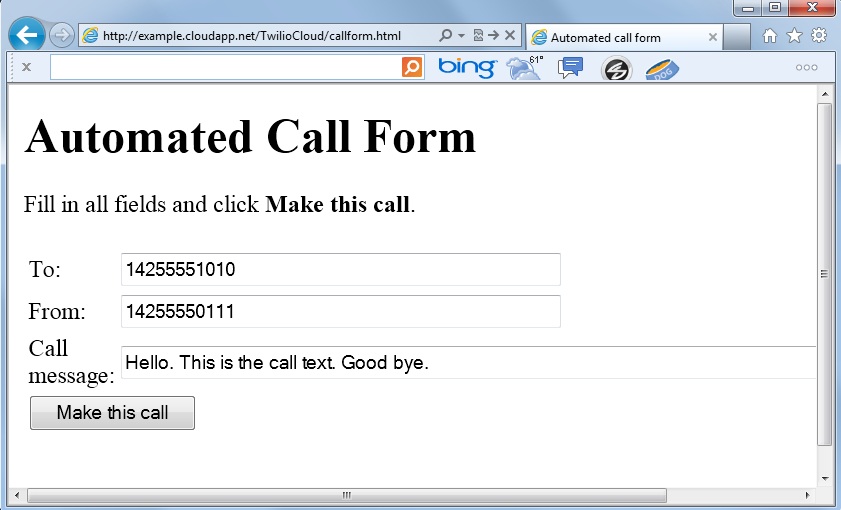 http://example.cloudapp.net/TwilioCloud/callform.html
Automated call form
bing
61°
DOG
Automated Call Form
Fill in all fields and click Make this call.
To: 14255551010
From: 14255550111
Call message: Hello. This is the call text. Good bye.
Make this call